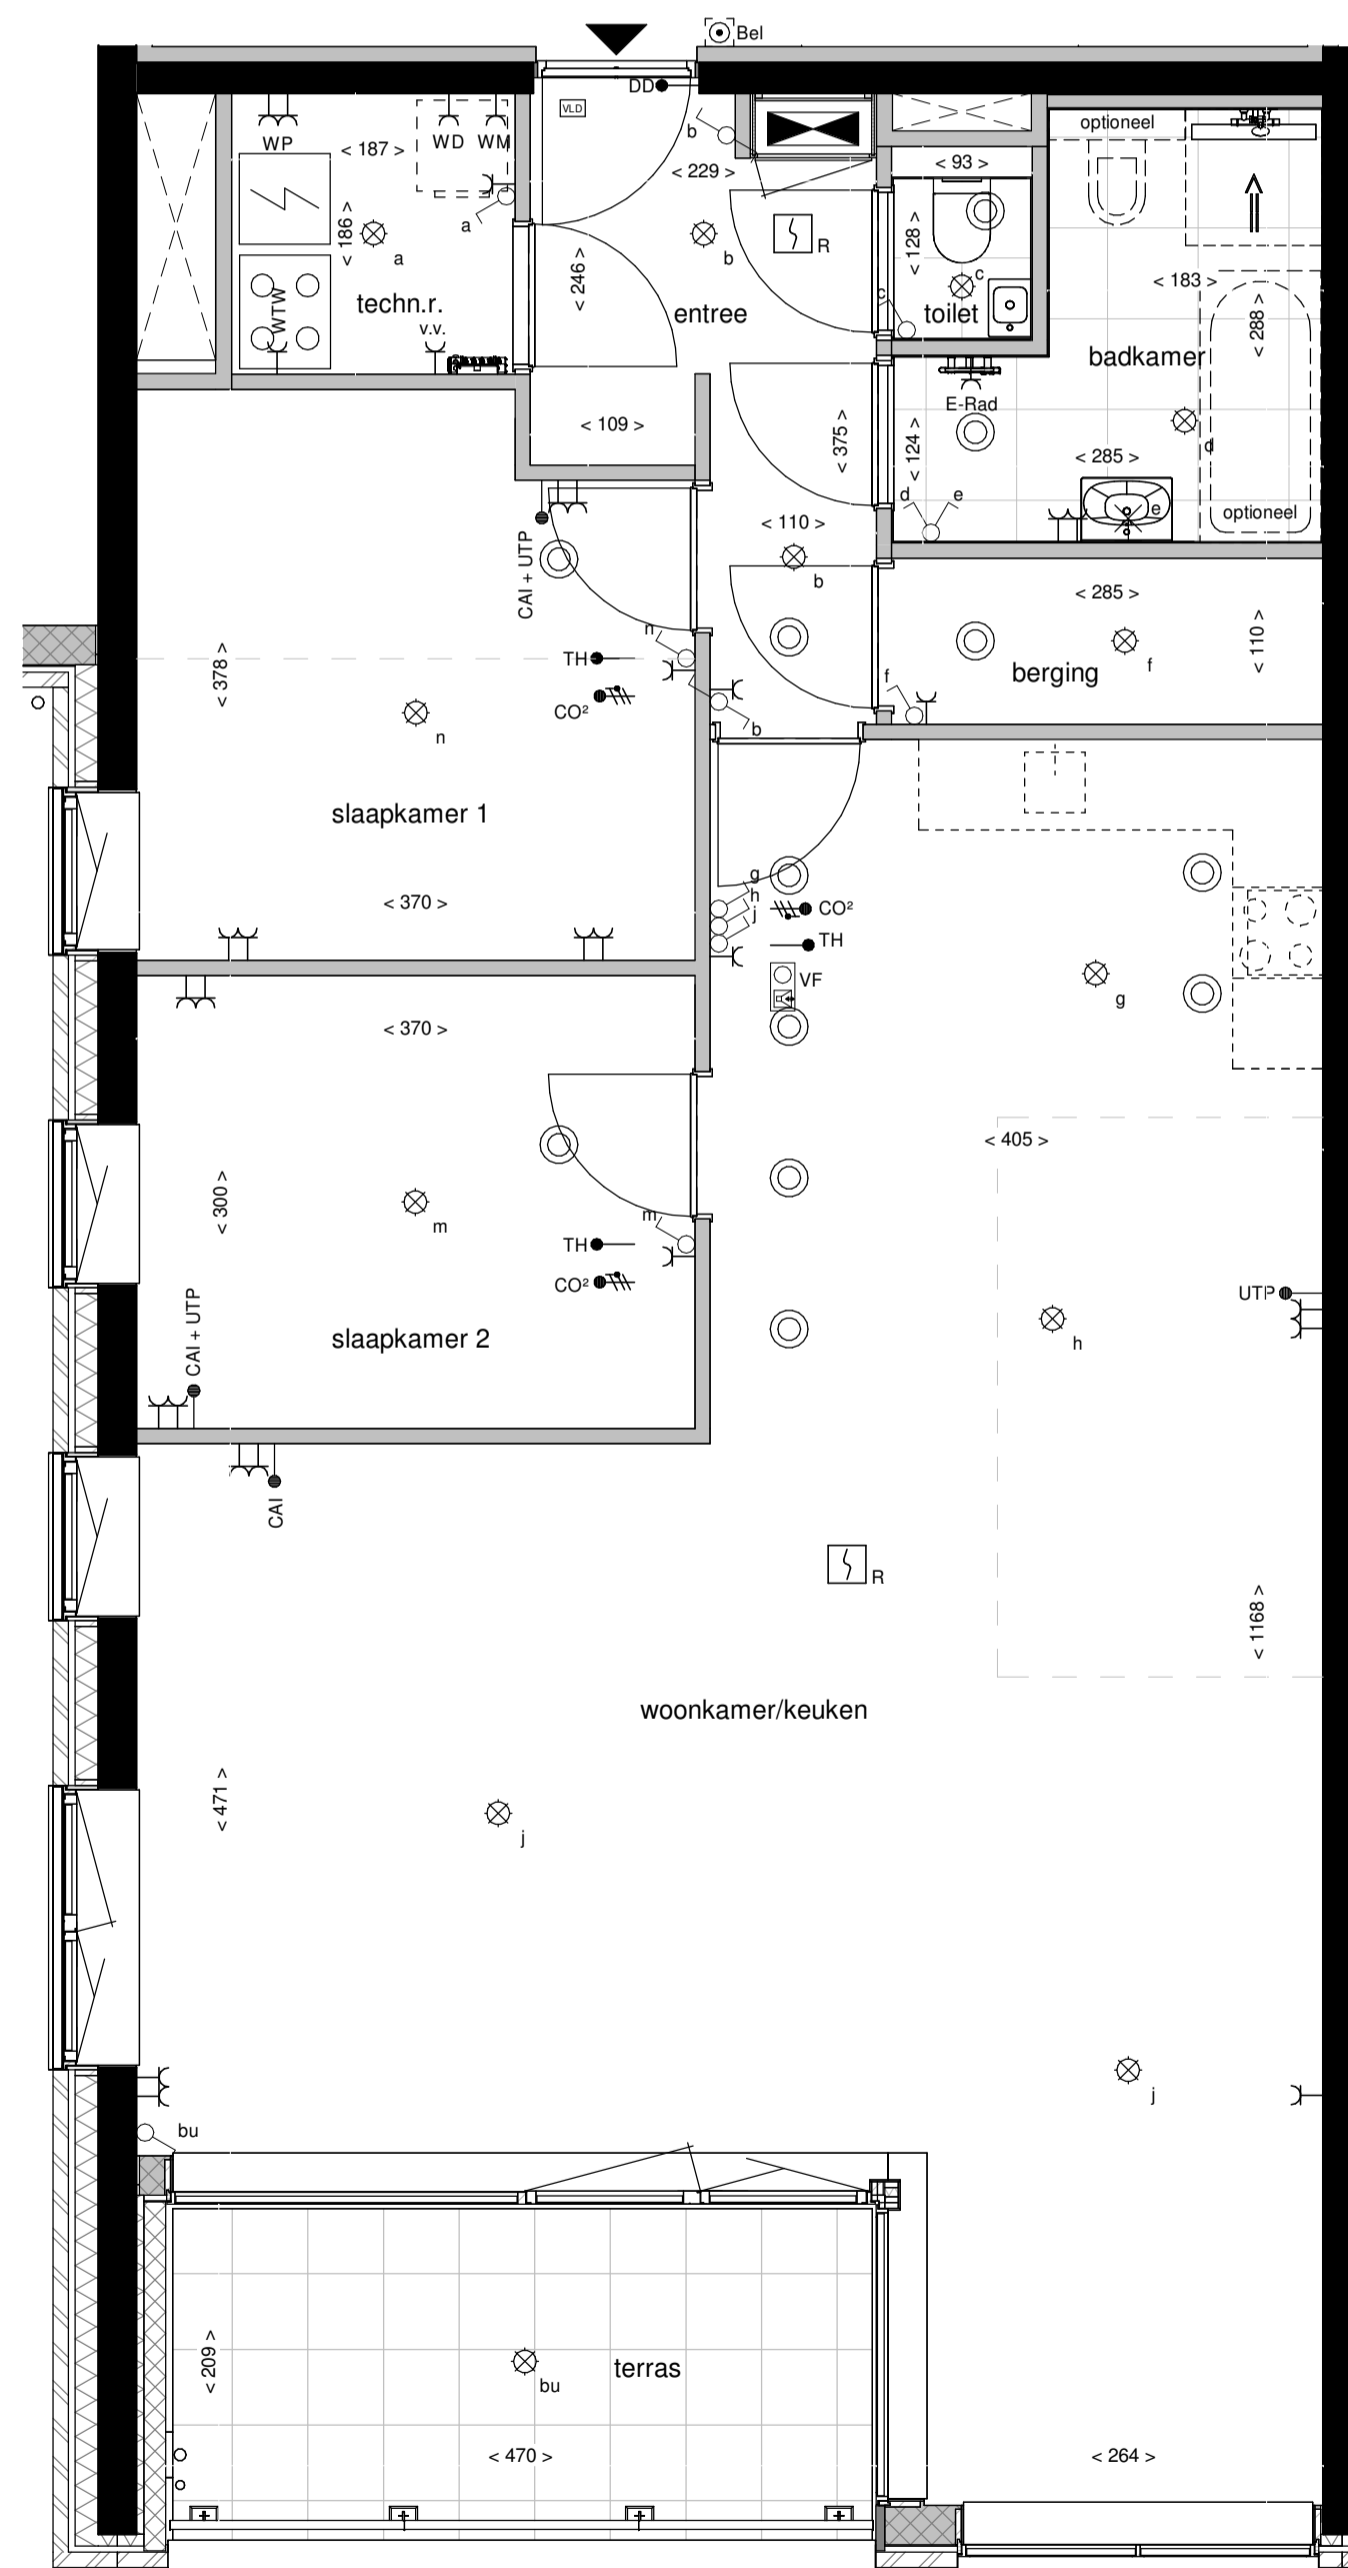 Bel
DD
VLD
b
optioneel
WP
< 187 >
WD
WM
< 229 >
< 93 >
< 186 >
a
a
b
R
< 128 >
c
c
toilet
< 183 >
< 288 >
WTW
techn.r.
v.v.
< 246 >
entree
badkamer
E-Rad
< 109 >
< 375 >
< 124 >
< 285 >
d
d
e
e
optioneel
CAI + UTP
< 110 >
b
< 285 >
< 110 >
berging
f
f
n
TH
CO²
b
< 378 >
n
slaapkamer 1
< 370 >
g
h
j
CO²
TH
VF
g
< 370 >
< 405 >
< 300 >
m
m
TH
CO²
UTP
h
CAI + UTP
slaapkamer 2
CAI
R
< 1168 >
woonkamer/keuken
< 471 >
j
j
bu
< 209 >
terras
bu
< 470 >
< 264 >